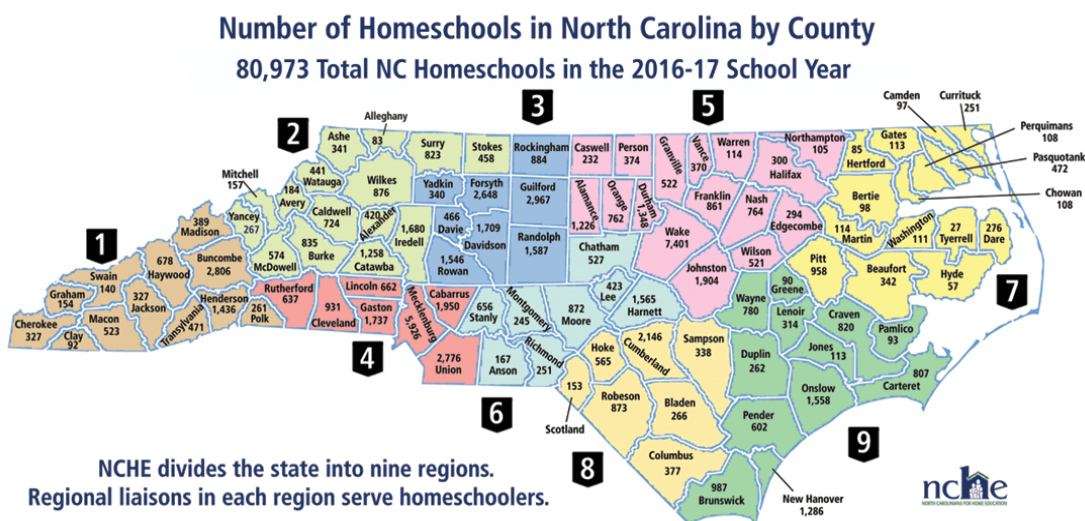 Number of Homeschools in North Carolina by County
80,973 Total NC Homeschools in the 2016-17 School Year
1
2
3
4
5
6
7
8
9
Cherokee
327
Graham
154
Clay
92
Swain
140
Macon
523
327
Jackson
678
Haywood
Transylvania
471
Buncombe
2,806
Henderson
1,436
389
Madison
261
Polk
Mitchell
157
Yancey
267
184
Avery
441
Watauga
Ashe
341
Alleghany
83
Surry
823
Stokes
458
Wilkes
876
Caldwell
724
420
Alexander
1,680
Iredell
574
McDowell
835
Burke
1,258
Catawba
Rutherford
637
931
Cleveland
Lincoln 662
Gaston
1,737
Mecklenburg
5,926
Cabarrus
1,950
2,776
Union
Rockingham
884
Yadkin
340
Forsyth
2,648
Guilford
2,967
466
Davie
1,709
Davidson
1,546
Rowan
Randolph
1,587
Caswell
232
Person
374
Granville
522
Vance
370
Warren
114
Northampton
105
300
Halifax
Alamance
1,226
Orange
762
Durham
1,348
Franklin
861
Nash
764
294
Edgecombe
Wake
7,401
Wilson
521
Johnston
1,904
Chatham
527
423
Lee
1,565
Harnett
656
Stanly
Montgomery
245
872
Moore
167
Anson
Richmond
251
153
Scotland
Hoke
565
2,146
Cumberland
Sampson
338
Robeson
873
Bladen
266
Columbus
377
Wayne
780
90
Greene
Lenoir
314
Craven
820
Pamlico
93
Jones
113
807
Carteret
Duplin
262
Onslow
1,558
Pender
602
987
Brunswick
New Hanover
1,286
85
Hertford
Gates
113
Camden
97
Currituck
251
Perquimans
108
Pasquotank
472
Chowan
108
Bertie
98
114
Martin
Washington
111
27
Tyrrell
276
Dare
Pitt
958
Beaufort
342
Hyde
57
NCHE divides the state into nine regions.
Regional liaisons in each region serve homeschoolers.
nche
NORTH CAROLINIANS FOR HOME EDUCATION